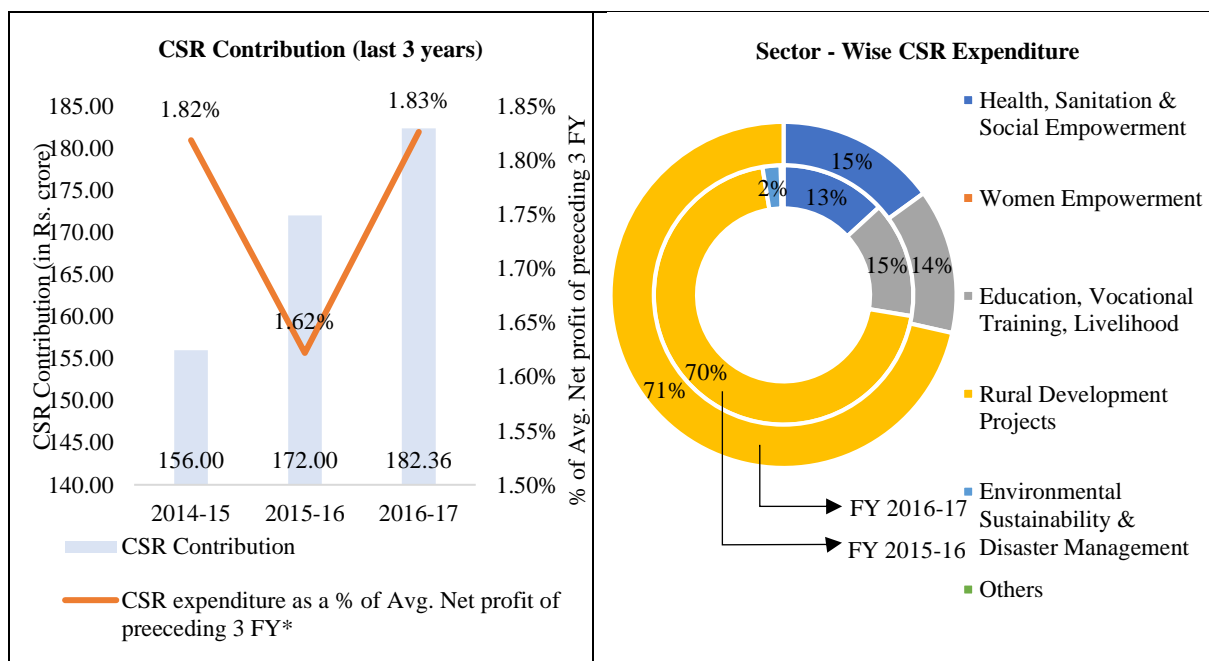 CSR Contribution (last 3 years)
CSR Contribution (in Rs. crore)
185.00
180.00
175.00
170.00
165.00
160.00
155.00
150.00
145.00
140.00
1.82%
1.62%
1.83%
156.00
172.00
182.36
2014-15
2015-16
2016-17
1.85%
1.80%
1.75%
1.70%
1.65%
1.60%
1.55%
1.50%
% of Avg. Net profit of preeceding 3 FY
CSR Contribution
CSR expenditure as a % of Avg. Net profit of
preeceding 3 FY*
Sector - Wise CSR Expenditure
15%
2%
13%
15%
14%
70%
71%
FY 2016-17
FY 2015-16
Health, Sanitation &
Social Empowerment
Women Empowerment
Education, Vocational
Training, Livelihood
Rural Development
Projects
Environmental
Sustainability &
Disaster Management
Others